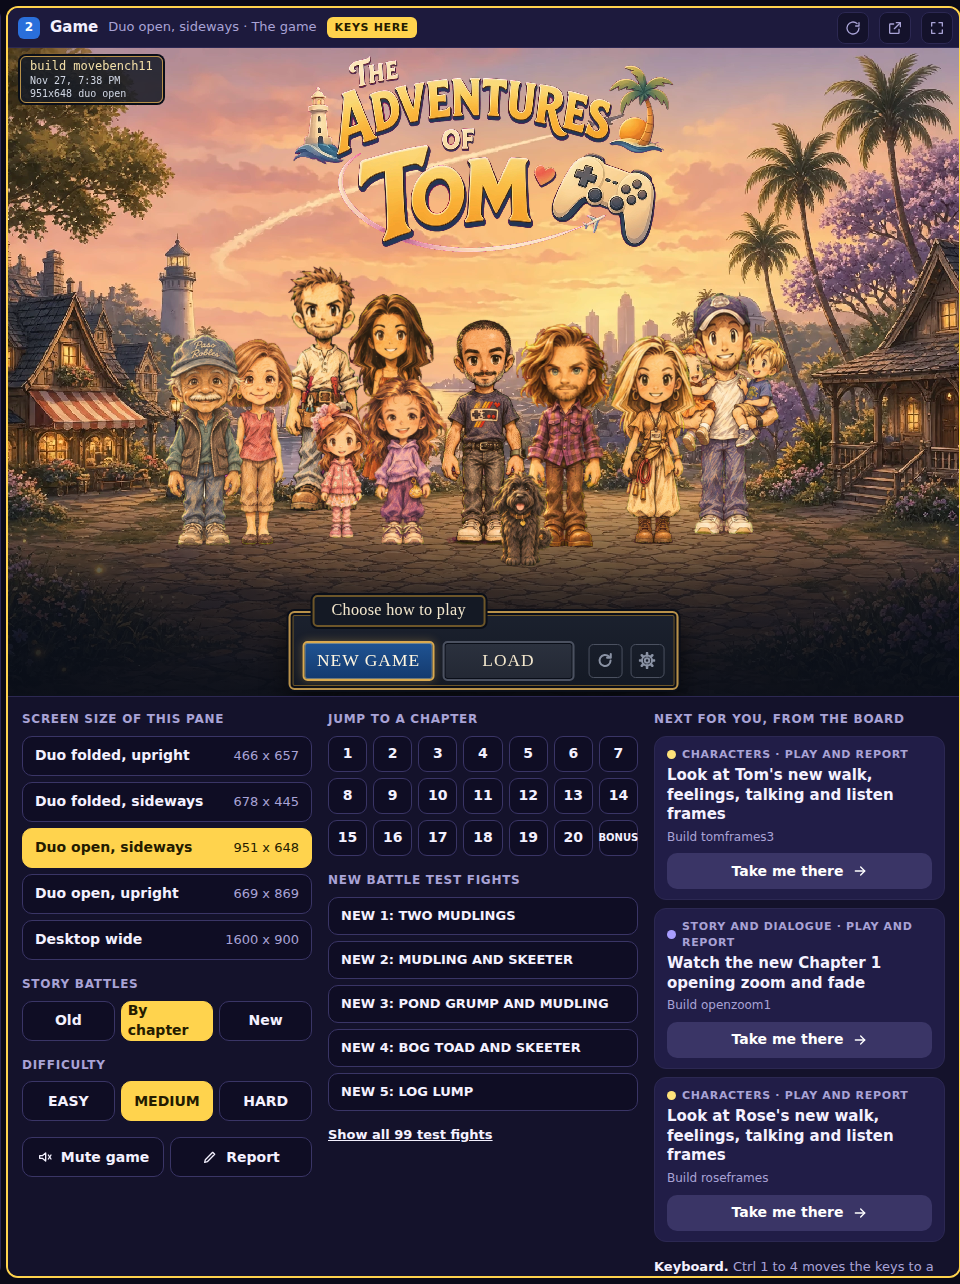 2 Game Duo open, sideways · The game KEYS HERE
build movebench11
Nov 27, 7:38 PM
951x648 duo open
THE
ADVENTURES
OF
TOM
Paso
Robles
Choose how to play
NEW GAME LOAD
SCREEN SIZE OF THIS PANE
Duo folded, upright 466 x 657
Duo folded, sideways 678 x 445
Duo open, sideways 951 x 648
Duo open, upright 669 x 869
Desktop wide 1600 x 900
STORY BATTLES
Old By chapter New
DIFFICULTY
EASY MEDIUM HARD
Mute game Report
JUMP TO A CHAPTER
1 2 3 4 5 6 7
8 9 10 11 12 13 14
15 16 17 18 19 20 BONUS
NEW BATTLE TEST FIGHTS
NEW 1: TWO MUDLINGS
NEW 2: MUDLING AND SKEETER
NEW 3: POND GRUMP AND MUDLING
NEW 4: BOG TOAD AND SKEETER
NEW 5: LOG LUMP
Show all 99 test fights
NEXT FOR YOU, FROM THE BOARD
CHARACTERS · PLAY AND REPORT
Look at Tom's new walk,
feelings, talking and listen
frames
Build tomframes3
Take me there →
STORY AND DIALOGUE · PLAY AND
REPORT
Watch the new Chapter 1
opening zoom and fade
Build openzoom1
Take me there →
CHARACTERS · PLAY AND REPORT
Look at Rose's new walk,
feelings, talking and listen
frames
Build roseframes
Take me there →
Keyboard. Ctrl 1 to 4 moves the keys to a